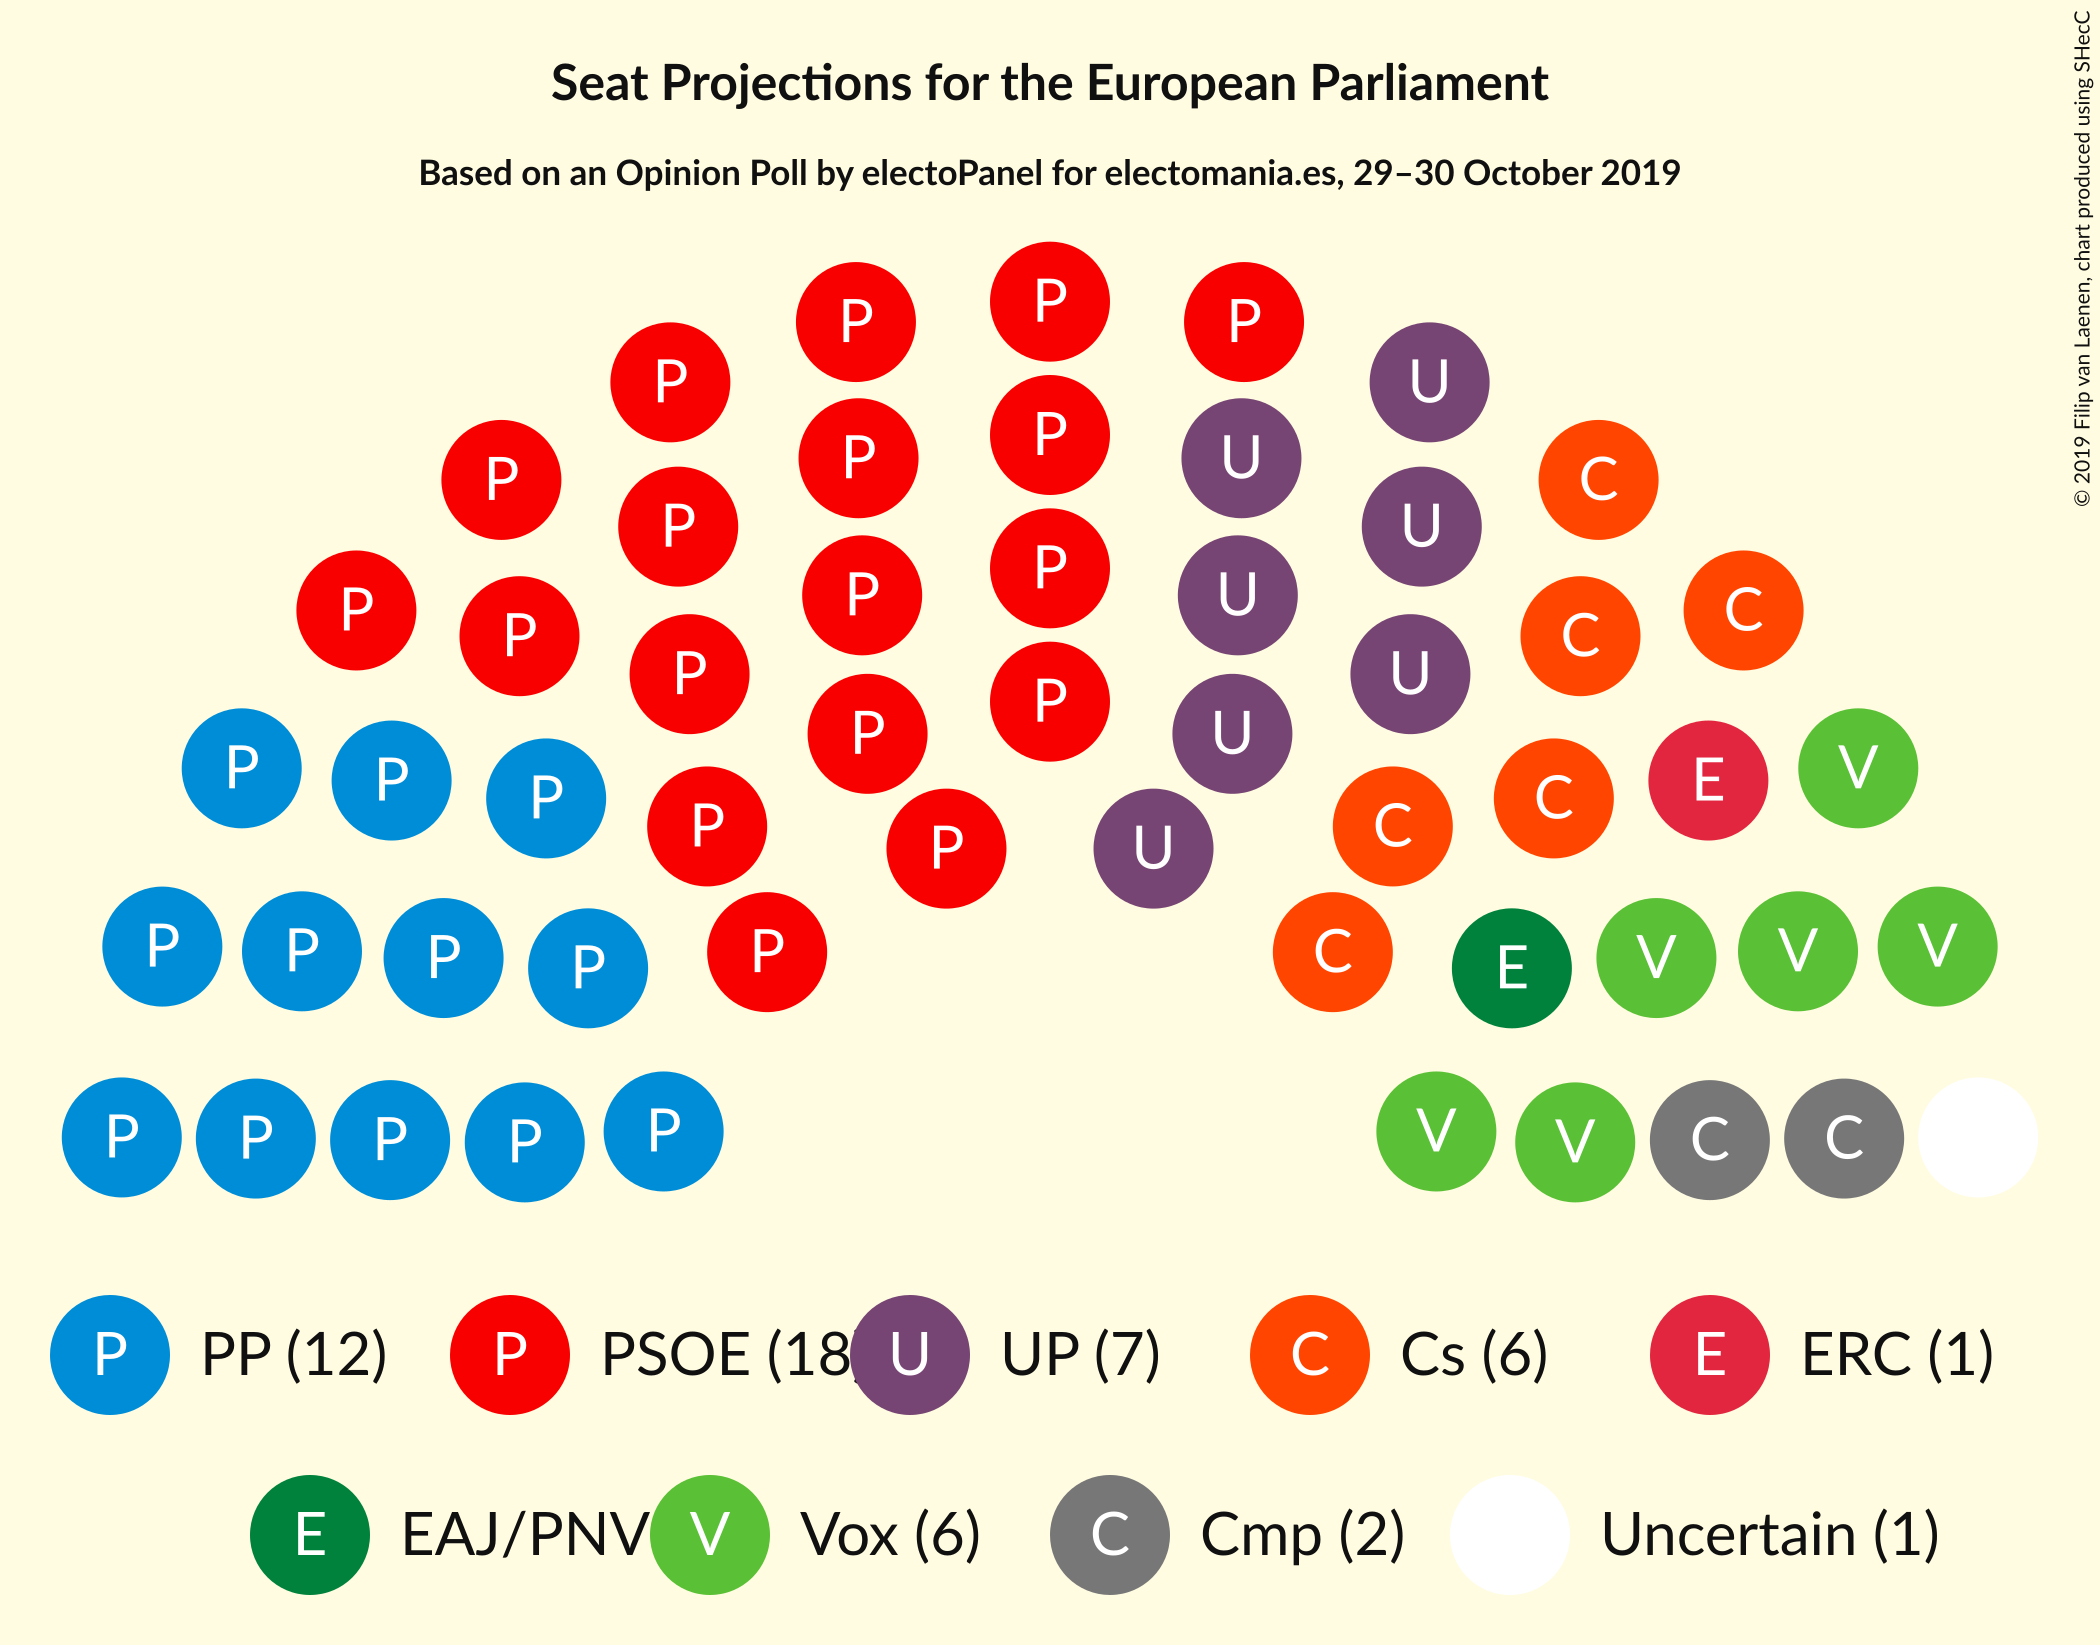 Seat Projections for the European Parliament
Based on an Opinion Poll by electoPanel for electomania.es, 29–30 October 2019
© 2019 Filip van Laenen, chart produced using SHecC
P P P
P U
P P P U C
P P U
P P P U C
P P C
P U
P P P E V
P P P U C C
P U
P P P P P C E V V V
P P P P P V V C C
P PP (12) P PSOE (18) U UP (7) C Cs (6) E ERC (1)
E EAJ/PNV V Vox (6) C Cmp (2) Uncertain (1)